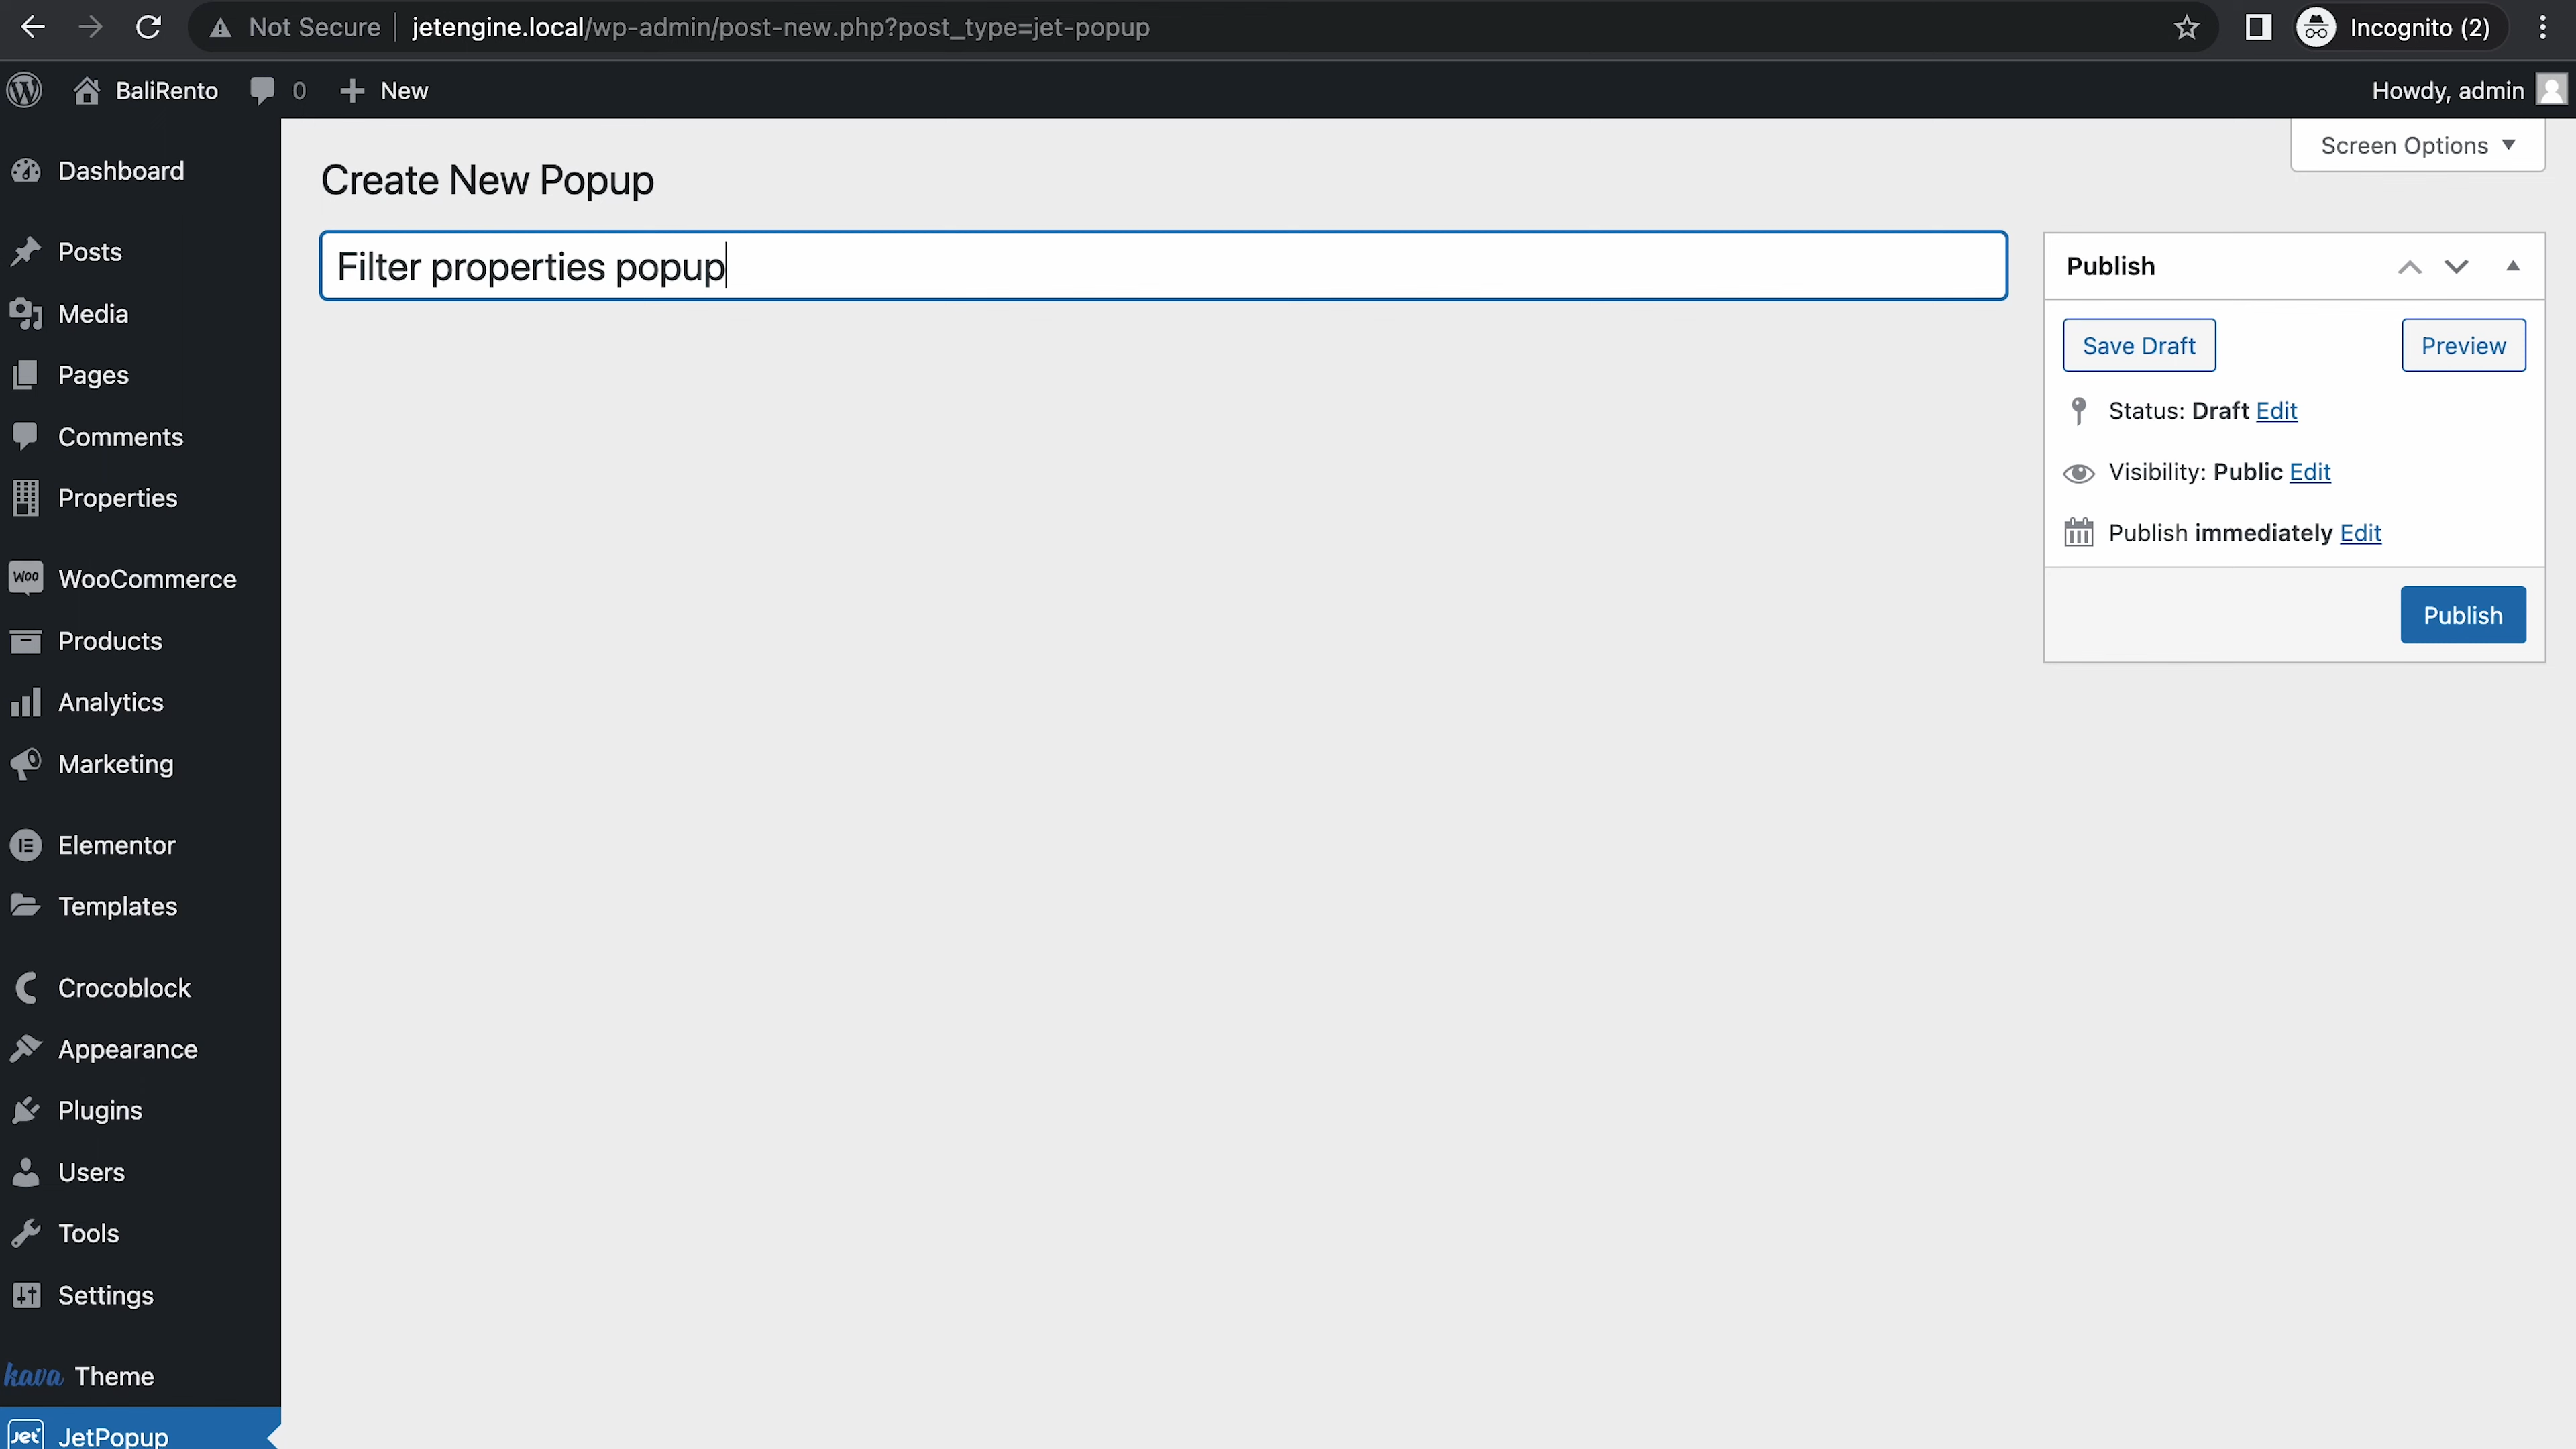 Not Secure jetengine.local/wp-admin/post-new.php?post_type=jet-popup Incognito (2)
BaliRento 0 New Howdy, admin
Screen Options
Create New Popup
Filter properties popup
Publish
Save Draft Preview
Status: Draft Edit
Visibility: Public Edit
Publish immediately Edit
Publish
Dashboard
Posts
Media
Pages
Comments
Properties
Woo WooCommerce
Products
Analytics
Marketing
Elementor
Templates
Crocoblock
Appearance
Plugins
Users
Tools
Settings
kava Theme
Jet JetPopup